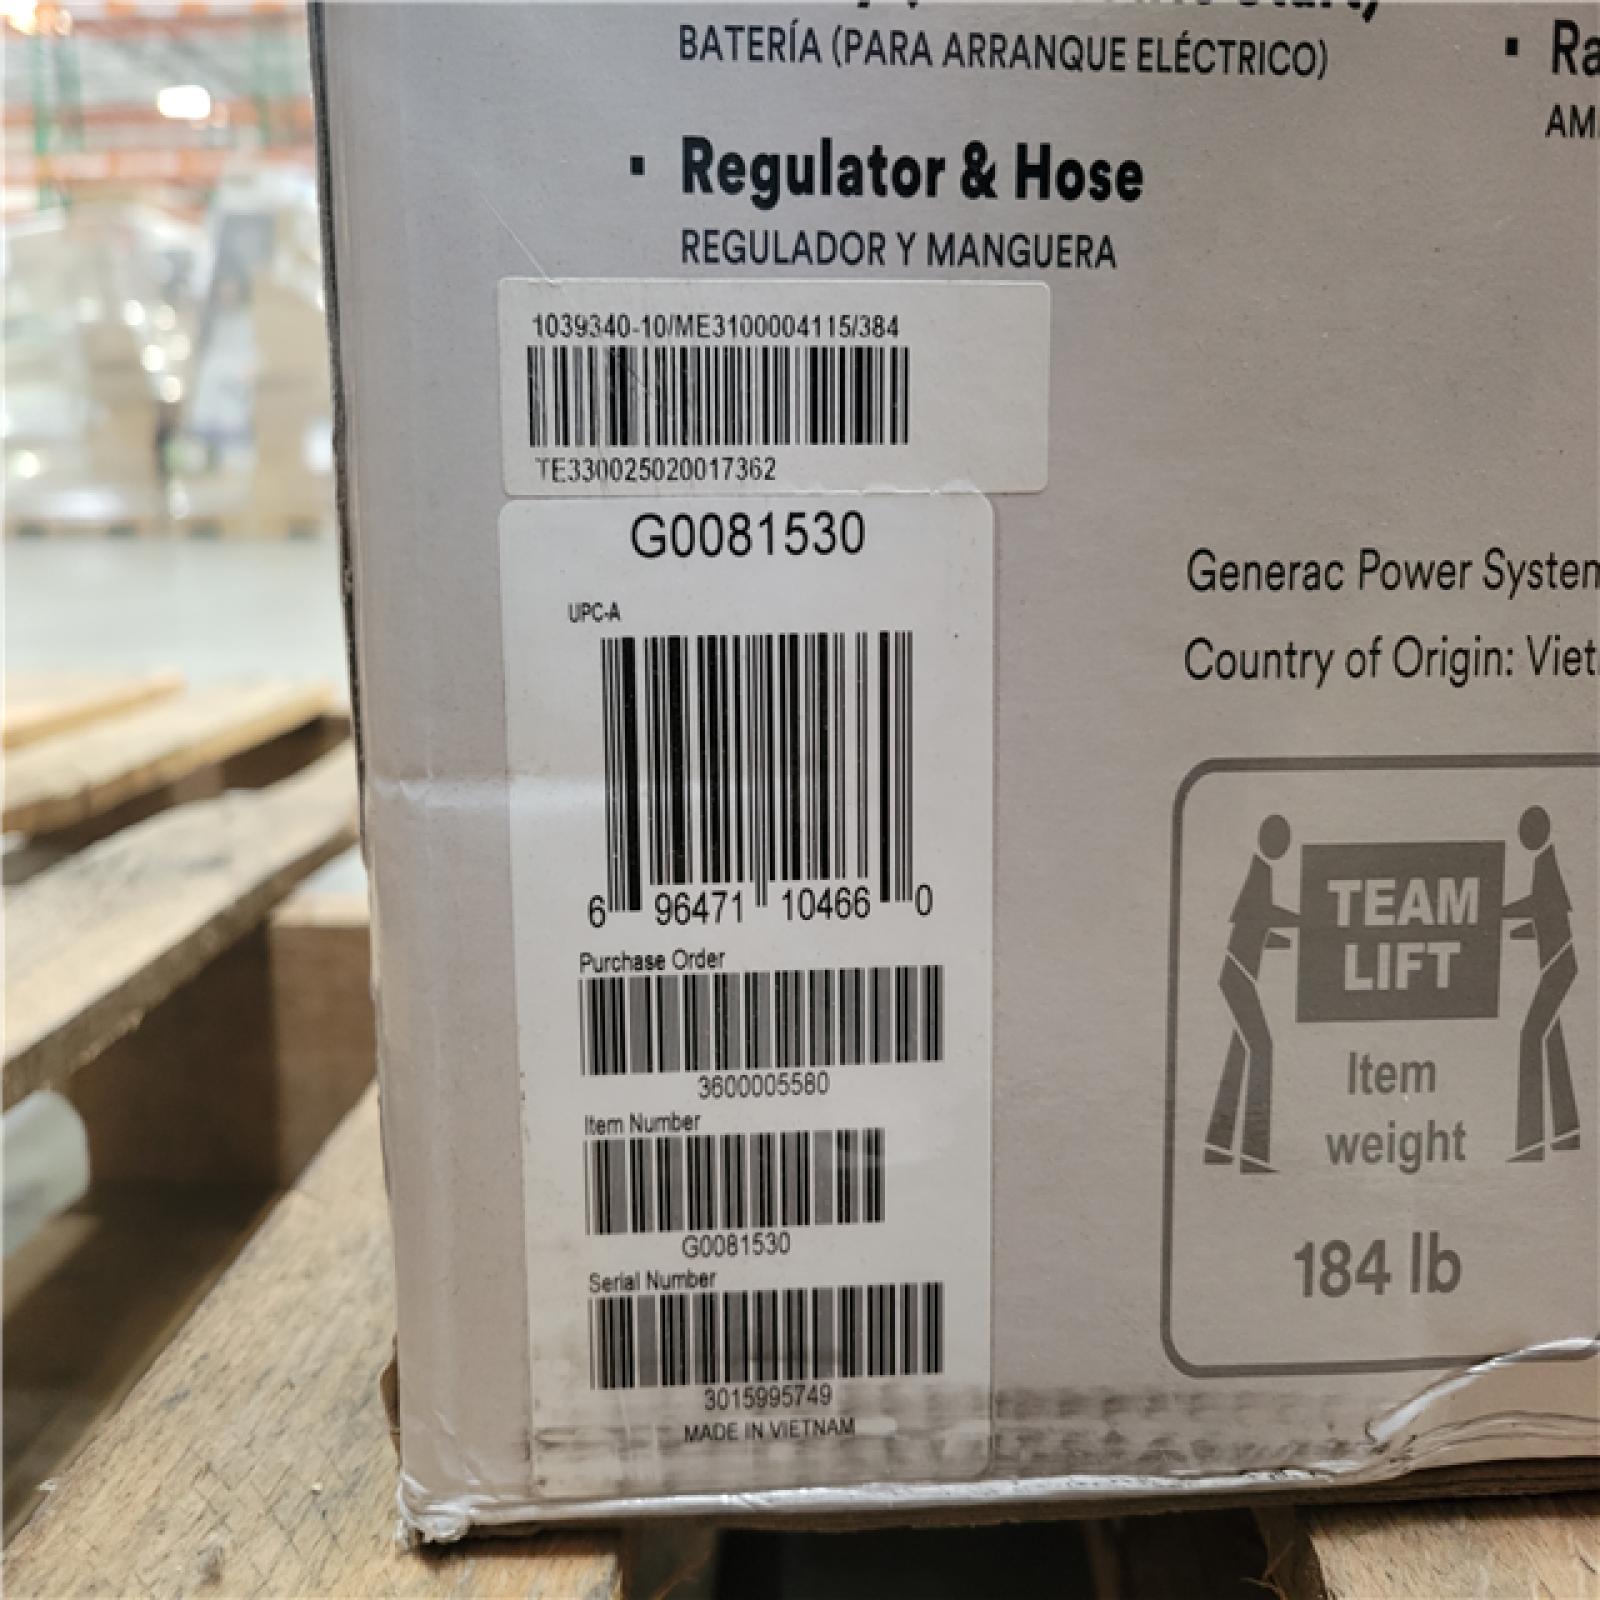 BATERÍA (PARA ARRANQUE ELÉCTRICO)
▪ Regulator & Hose
REGULADOR Y MANGUERA
1039340-10/ME3100004115/384
TE330025020017362
G0081530
UPC-A
6 96471 10466 0
Purchase Order
3600005580
Item Number
G0081530
Serial Number
3015995749
MADE IN VIETNAM
Generac Power
Country of Origin:
TEAM
LIFT
Item
weight
184 lb